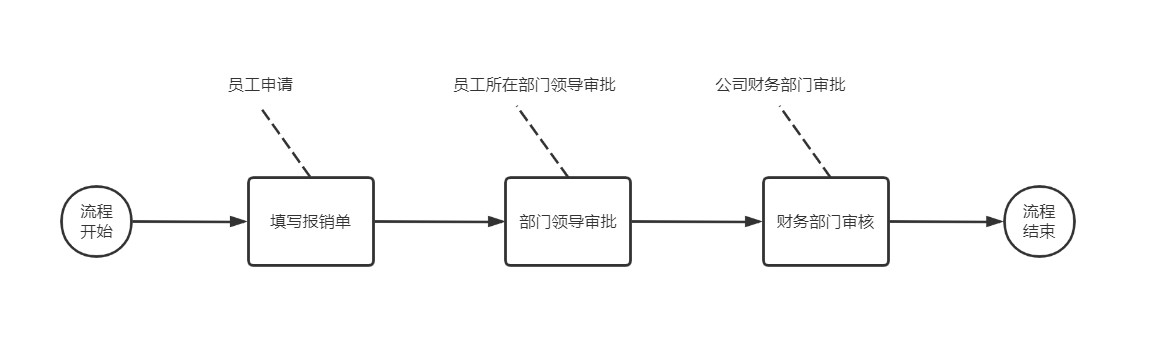 员工申请
员工所在部门领导审批
公司财务部门审批
流程
开始
填写报销单
部门领导审批
财务部门审核
流程
结束